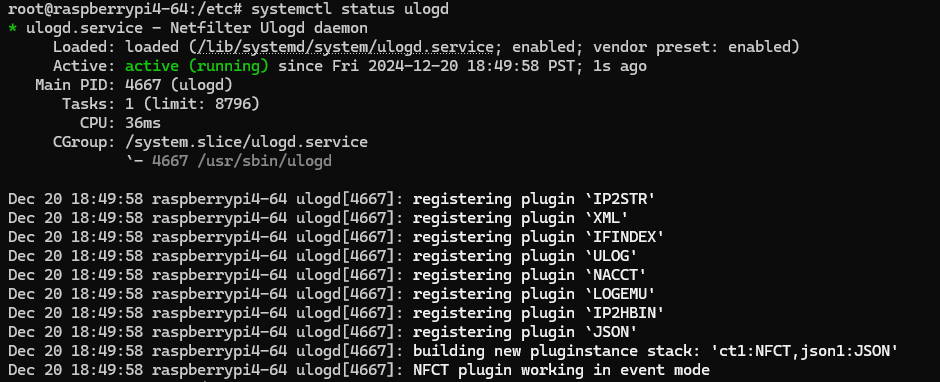 root@raspberrypi4-64:/etc# systemctl status ulogd
* ulogd.service - Netfilter Ulogd daemon
Loaded: loaded (/lib/systemd/system/ulogd.service; enabled; vendor preset: enabled)
Active: active (running) since Fri 2024-12-20 18:49:58 PST; 1s ago
Main PID: 4667 (ulogd)
Tasks: 1 (limit: 8796)
CPU: 36ms
CGroup: /system.slice/ulogd.service
`- 4667 /usr/sbin/ulogd
Dec 20 18:49:58 raspberrypi4-64 ulogd[4667]: registering plugin `IP2STR'
Dec 20 18:49:58 raspberrypi4-64 ulogd[4667]: registering plugin `XML'
Dec 20 18:49:58 raspberrypi4-64 ulogd[4667]: registering plugin `IFINDEX'
Dec 20 18:49:58 raspberrypi4-64 ulogd[4667]: registering plugin `ULOG'
Dec 20 18:49:58 raspberrypi4-64 ulogd[4667]: registering plugin `NACCT'
Dec 20 18:49:58 raspberrypi4-64 ulogd[4667]: registering plugin `LOGEMU'
Dec 20 18:49:58 raspberrypi4-64 ulogd[4667]: registering plugin `IP2HBIN'
Dec 20 18:49:58 raspberrypi4-64 ulogd[4667]: registering plugin `JSON'
Dec 20 18:49:58 raspberrypi4-64 ulogd[4667]: building new pluginstance stack: 'ct1:NFCT,json1:JSON'
Dec 20 18:49:58 raspberrypi4-64 ulogd[4667]: NFCT plugin working in event mode